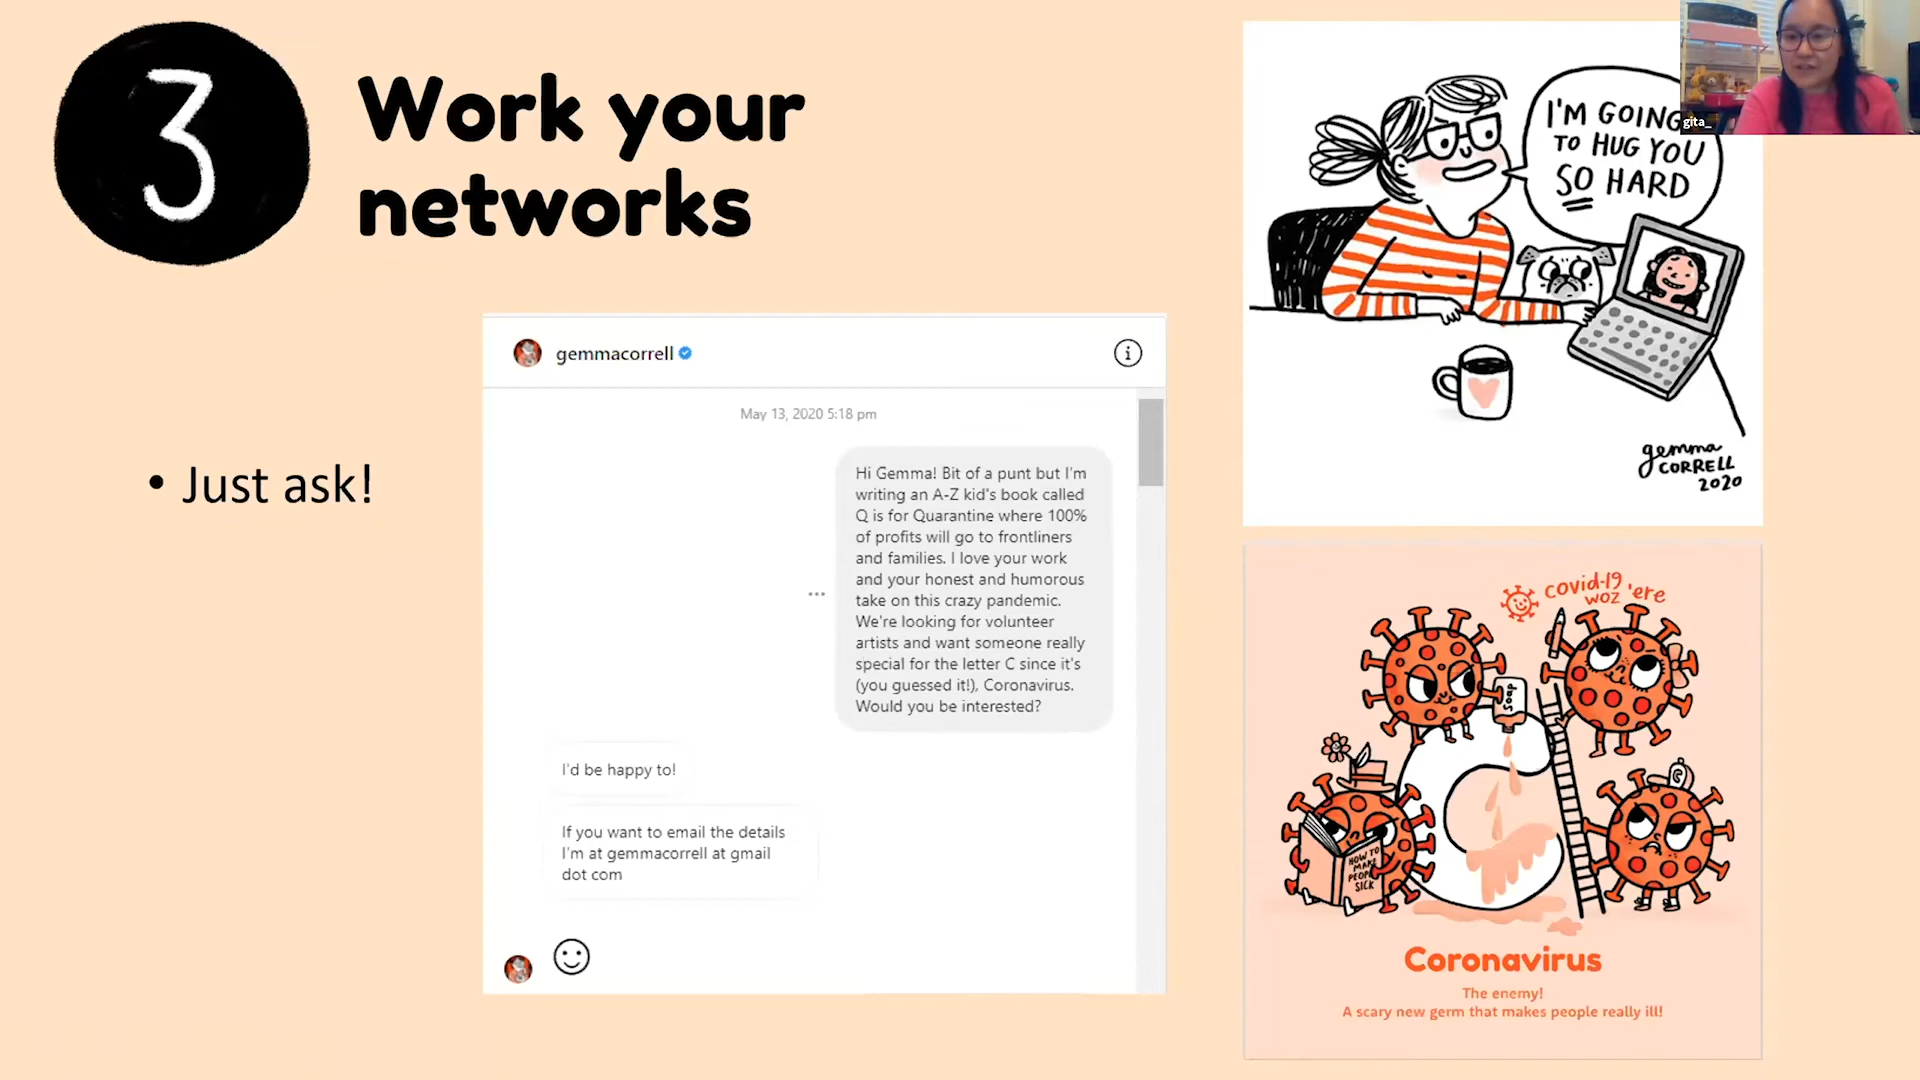 3
Work your
networks
• Just ask!
gemmacorrell
May 13, 2020 5:18 pm
Hi Gemma! Bit of a punt but I'm
writing an A-Z kid's book called
Q is for Quarantine where 100%
of profits will go to frontliners
and families. I love your work
and your honest and humorous
take on this crazy pandemic.
We're looking for volunteer
artists and want someone really
special for the letter C since it's
(you guessed it!), Coronavirus.
Would you be interested?
I'd be happy to!
If you want to email the details
I'm at gemmacorrell at gmail
dot com
I'M GOING
TO HUG YOU
SO HARD
gemma
CORRELL
2020
gita_
covid-19
woz 'ere
Soap
C
HOW TO
MAKE
PEOPLE
SICK
Coronavirus
The enemy!
A scary new germ that makes people really ill!